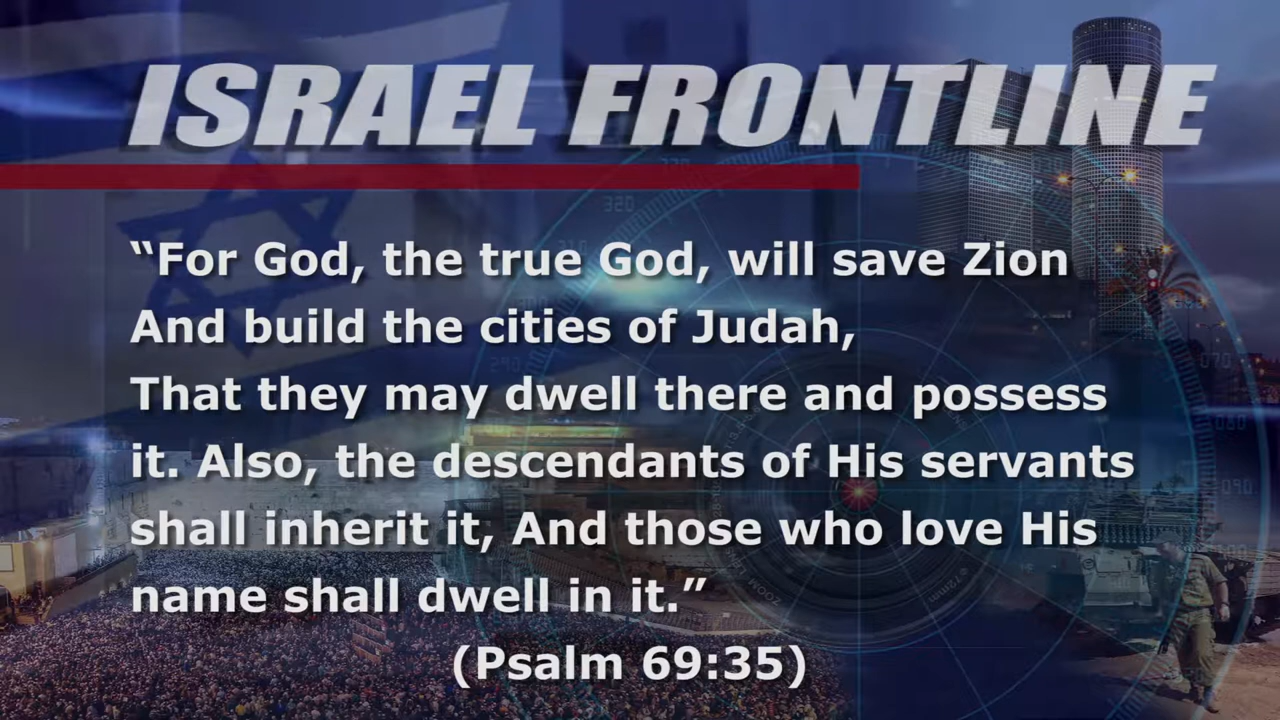 ISRAEL FRONTLINE
“For God, the true God, will save Zion
And build the cities of Judah,
That they may dwell there and possess
it. Also, the descendants of His servants
shall inherit it, And those who love His
name shall dwell in it.”
(Psalm 69:35)